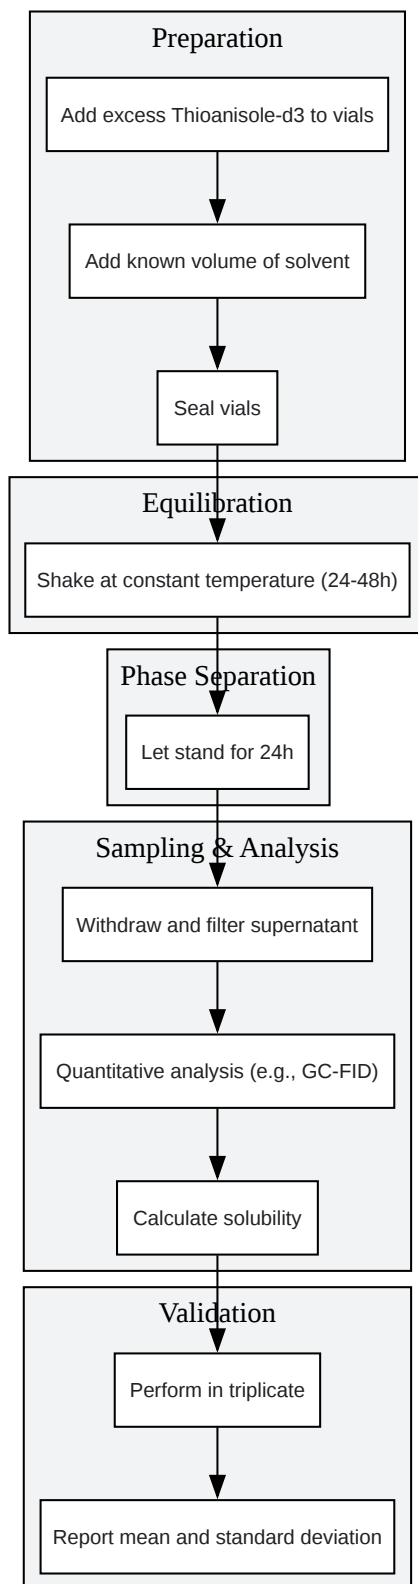 Preparation
Add excess Thioanisole-d3 to vials
Add known volume of solvent
Seal vials
Equilibration
Shake at constant temperature (24-48h)
Phase Separation
Let stand for 24h
Sampling & Analysis
Withdraw and filter supernatant
Quantitative analysis (e.g., GC-FID)
Calculate solubility
Validation
Perform in triplicate
Report mean and standard deviation